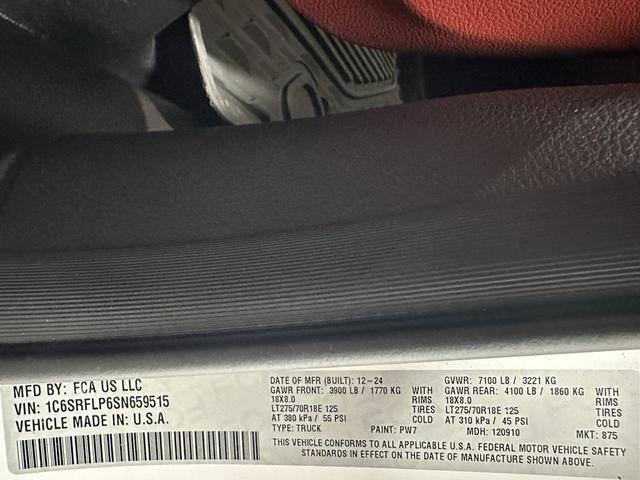 MFD BY: FCA US LLC
VIN: 1C6SRFLP6SN659515
VEHICLE MADE IN: U.S.A.
DATE OF MFR (BUILT): 12-24
GAWR FRONT: 3900 LB / 1770 KG WITH
18X8.0 RIMS
LT275/70R18E 125 TIRES
AT 380 kPa / 55 PSI COLD
TYPE: TRUCK PAINT: PW7
GVWR: 7100 LB / 3221 KG
GAWR REAR: 4100 LB / 1860 KG WITH
18X8.0 RIMS
LT275/70R18E 125 TIRES
AT 310 kPa / 45 PSI COLD
MDH: 120910 MKT: 875
THIS VEHICLE CONFORMS TO ALL APPLICABLE U.S.A. FEDERAL MOTOR VEHICLE SAFETY
STANDARDS IN EFFECT ON THE DATE OF MANUFACTURE SHOWN ABOVE.